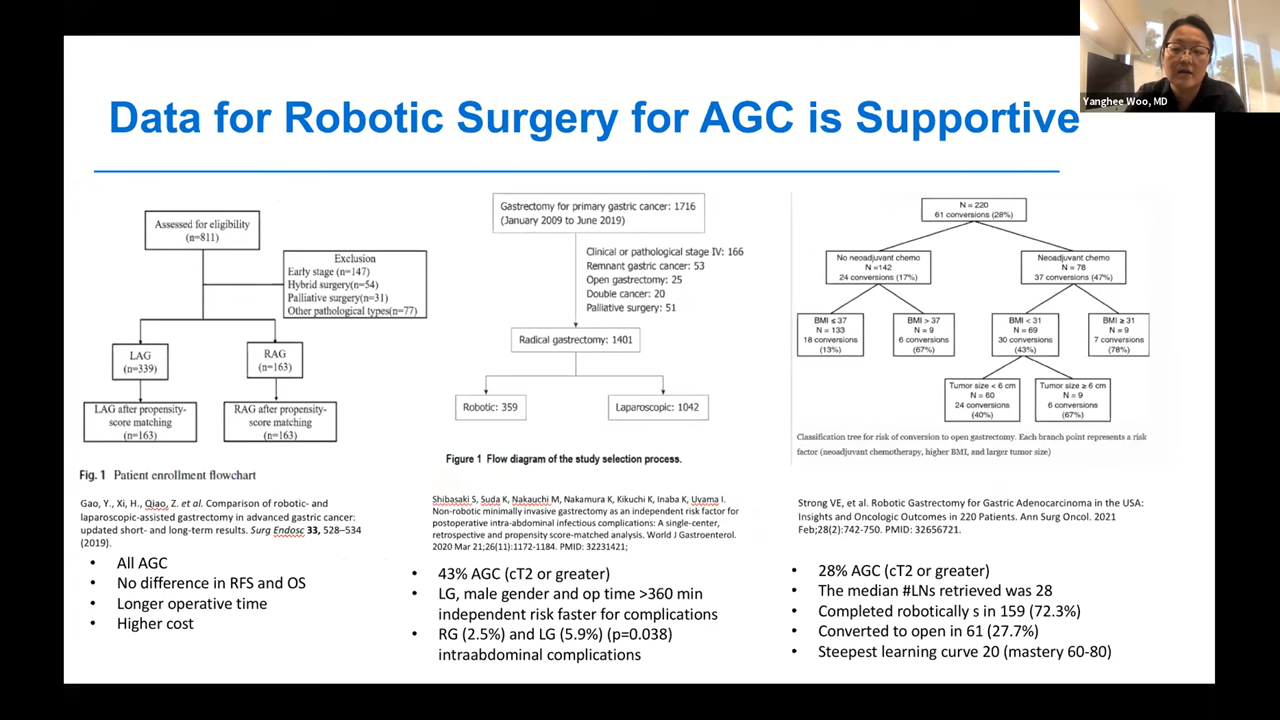 Yanghee Woo, MD
Data for Robotic Surgery for AGC is Supportive
Assessed for eligibility
(n=811)
Exclusion
Early stage (n=147)
Hybrid surgery(n=54)
Palliative surgery(n=31)
Other pathological types(n=77)
LAG
(n=339)
RAG
(n=163)
LAG after propensity-
score matching
(n=163)
RAG after propensity-
score matching
(n=163)
Fig. 1 Patient enrollment flowchart
Gao, Y., Xi, H., Qiao, Z. et al. Comparison of robotic- and
laparoscopic-assisted gastrectomy in advanced gastric cancer:
updated short- and long-term results. Surg Endosc 33, 528–534
(2019).
• All AGC
• No difference in RFS and OS
• Longer operative time
• Higher cost
Gastrectomy for primary gastric cancer: 1716
(January 2009 to June 2019)
Clinical or pathological stage IV: 166
Remnant gastric cancer: 53
Open gastrectomy: 25
Double cancer: 20
Palliative surgery: 51
Radical gastrectomy: 1401
Robotic: 359
Laparoscopic: 1042
Figure 1 Flow diagram of the study selection process.
Shibasaki S, Suda K, Nakauchi M, Nakamura K, Kikuchi K, Inaba K, Uyama I.
Non-robotic minimally invasive gastrectomy as an independent risk factor for
postoperative intra-abdominal infectious complications: A single-center,
retrospective and propensity score-matched analysis. World J Gastroenterol.
2020 Mar 21;26(11):1172-1184. PMID: 32231421;
• 43% AGC (cT2 or greater)
• LG, male gender and op time >360 min
independent risk faster for complications
• RG (2.5%) and LG (5.9%) (p=0.038)
intraabdominal complications
N = 220
61 conversions (28%)
No neoadjuvant chemo
N =142
24 conversions (17%)
Neoadjuvant chemo
N = 78
37 conversions (47%)
BMI ≤ 37
N = 133
18 conversions
(13%)
BMI > 37
N = 9
6 conversions
(67%)
BMI < 31
N = 69
30 conversions
(43%)
BMI ≥ 31
N = 9
7 conversions
(78%)
Tumor size < 6 cm
N = 60
24 conversions
(40%)
Tumor size ≥ 6 cm
N = 9
6 conversions
(67%)
Classification tree for risk of conversion to open gastrectomy. Each branch point represents a risk
factor (neoadjuvant chemotherapy, higher BMI, and larger tumor size)
Strong VE, et al. Robotic Gastrectomy for Gastric Adenocarcinoma in the USA:
Insights and Oncologic Outcomes in 220 Patients. Ann Surg Oncol. 2021
Feb;28(2):742-750. PMID: 32656721.
• 28% AGC (cT2 or greater)
• The median #LNs retrieved was 28
• Completed robotically s in 159 (72.3%)
• Converted to open in 61 (27.7%)
• Steepest learning curve 20 (mastery 60-80)